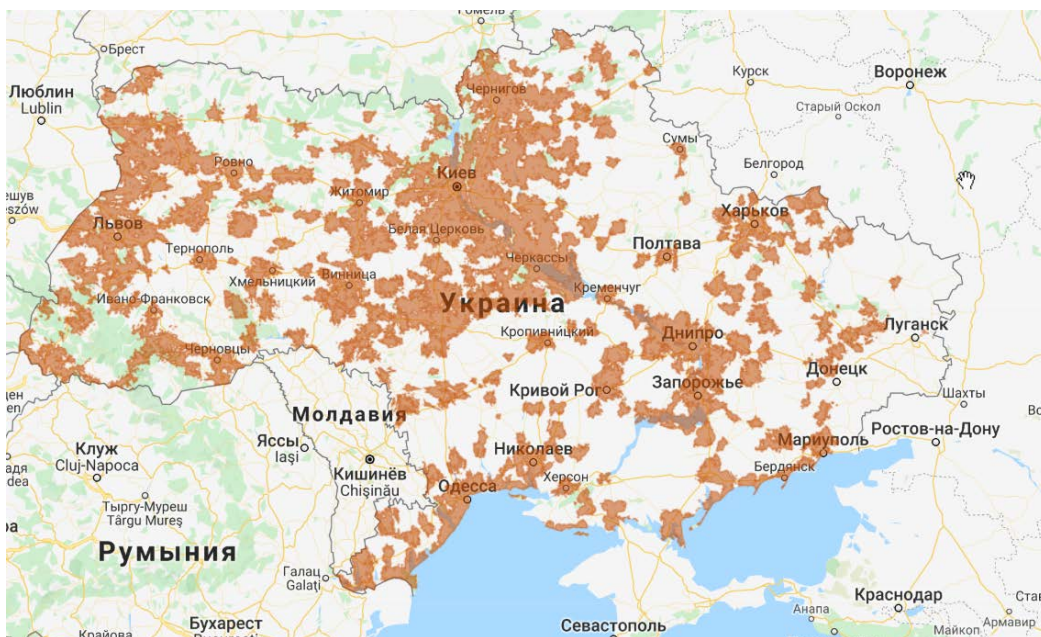 Гомель
Брест
Курск
Воронеж
Люблин
Lublin
Чернигов
Старый Оскол
Сумы
Ровно
Киев
Белгород
Житомир
Львов
Харьков
Белая Церковь
Полтава
Тернополь
Черкассы
Хмельницкий
Винница
Кременчуг
Ивано-Франковск
Украина
Луганск
Кропивницкий
Днипро
Черновцы
Донецк
Запорожье
Кривой Рог
Шахты
Молдавия
Ростов-на-Дону
Яссы
Iași
Николаев
Мариуполь
Клуж
Cluj-Napoca
Бердянск
Кишинёв
Chișinău
Херсон
Одесса
Тыргу-Муреш
Târgu Mureș
Румыния
Галац
Galați
Краснодар
Анапа
Армавир
Бухарест
Севастополь
Майкоп
Крайова